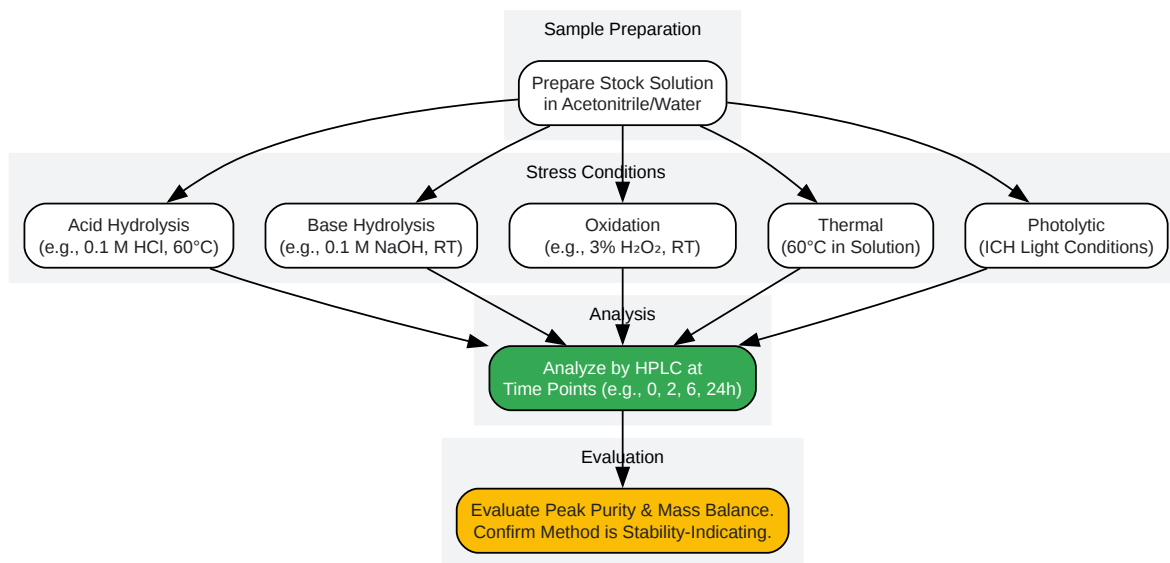 Sample Preparation
Prepare Stock Solution
in Acetonitrile/Water
Stress Conditions
Acid Hydrolysis
(e.g., 0.1 M HCl, 60°C)
Base Hydrolysis
(e.g., 0.1 M NaOH, RT)
Oxidation
(e.g., 3% H₂O₂, RT)
Thermal
(60°C in Solution)
Photolytic
(ICH Light Conditions)
Analysis
Analyze by HPLC at
Time Points (e.g., 0, 2, 6, 24h)
Evaluation
Evaluate Peak Purity & Mass Balance.
Confirm Method is Stability-Indicating.